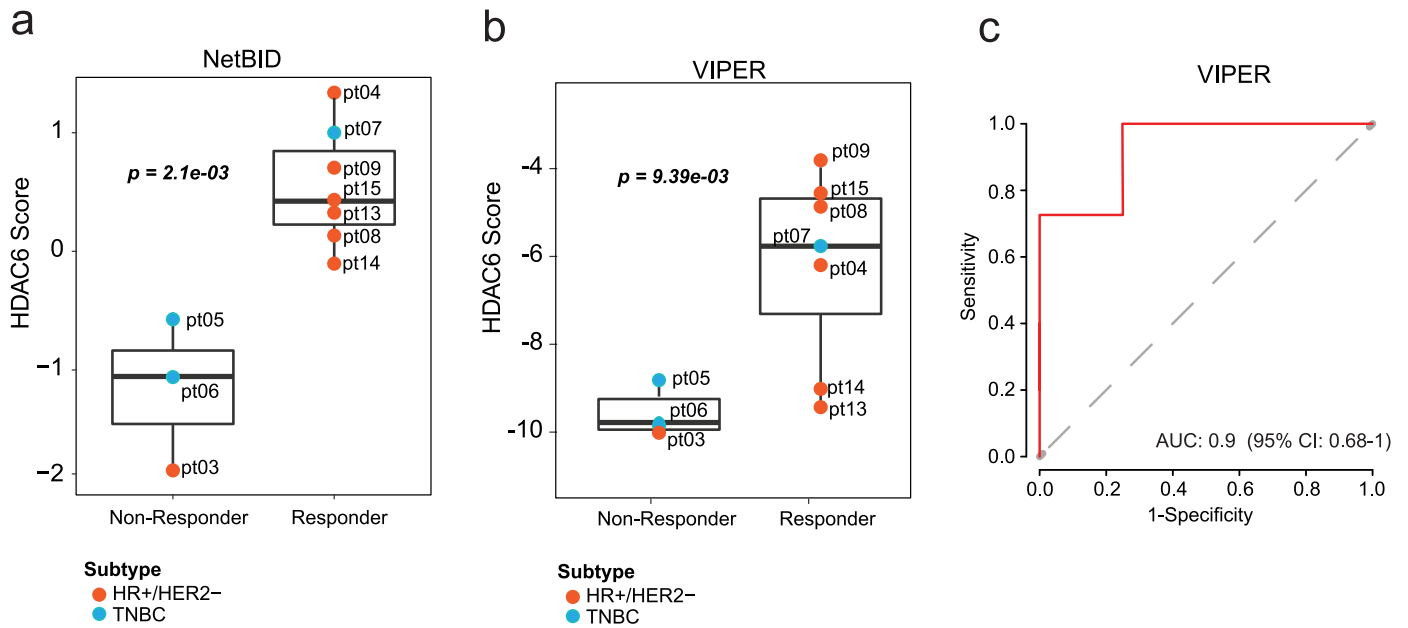 a
NetBID
HDAC6 Score
1
0
−1
−2
p = 2.1e-03
pt04
pt07
pt09
pt15
pt13
pt08
pt14
pt05
pt06
pt03
Non-Responder
Responder
Subtype
HR+/HER2−
TNBC
b
VIPER
HDAC6 Score
-4
-6
-8
-10
p = 9.39e-03
pt09
pt15
pt08
pt07
pt04
pt14
pt13
pt05
pt06
pt03
Non-Responder
Responder
Subtype
HR+/HER2−
TNBC
c
VIPER
Sensitivity
1.0
0.8
0.6
0.4
0.2
0.0
AUC: 0.9 (95% CI: 0.68-1)
0.0 0.2 0.4 0.6 0.8 1.0
1-Specificity